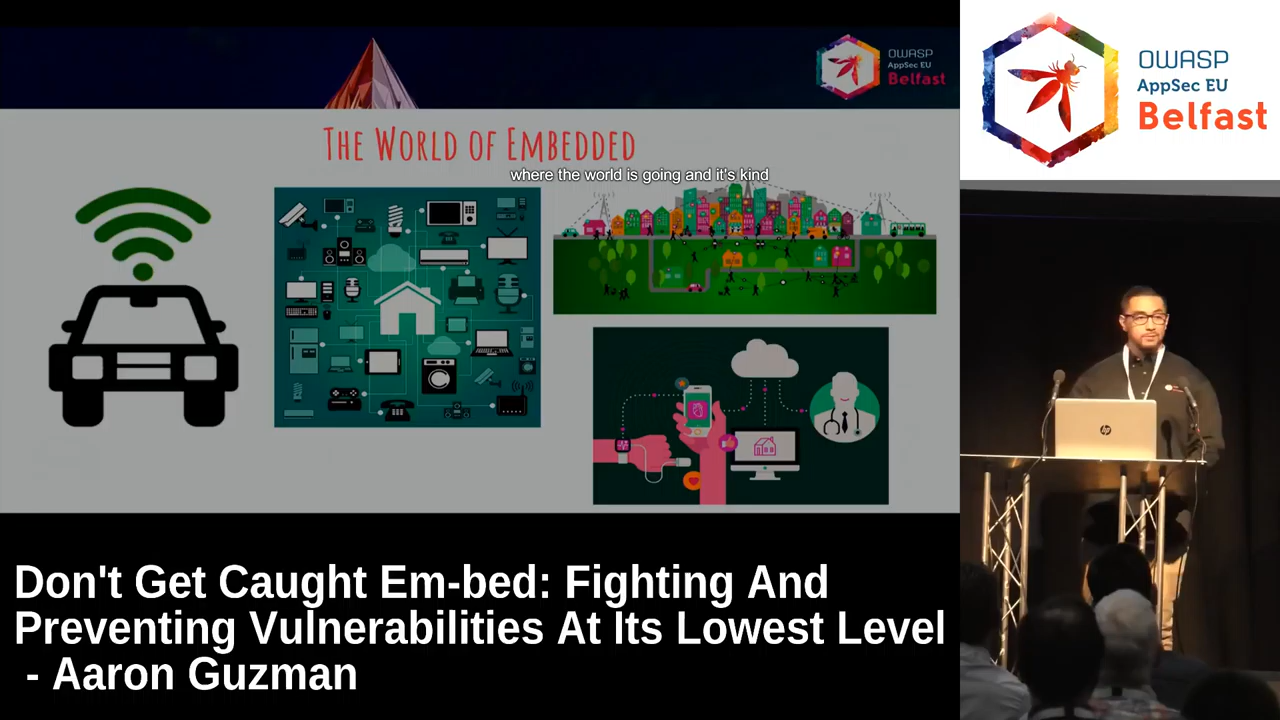 OWASP
AppSec EU
Belfast
OWASP
AppSec EU
Belfast
THE WORLD OF EMBEDDED
where the world is going and it's kind
hp
Don't Get Caught Em-bed: Fighting And
Preventing Vulnerabilities At Its Lowest Level
- Aaron Guzman